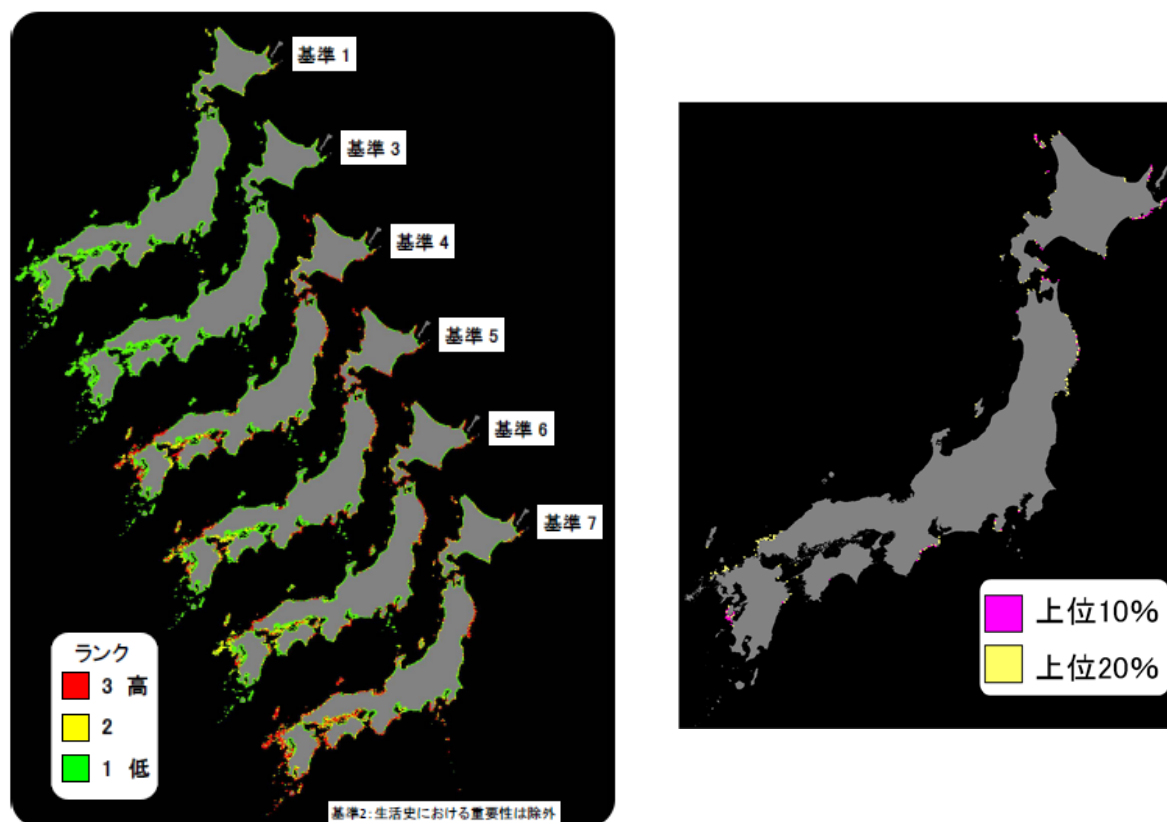 基準 1
基準 3
基準 4
基準 5
基準 6
基準 7
ランク
3 高
2
1 低
基準2:生活史における重要性は除外
上位10%
上位20%